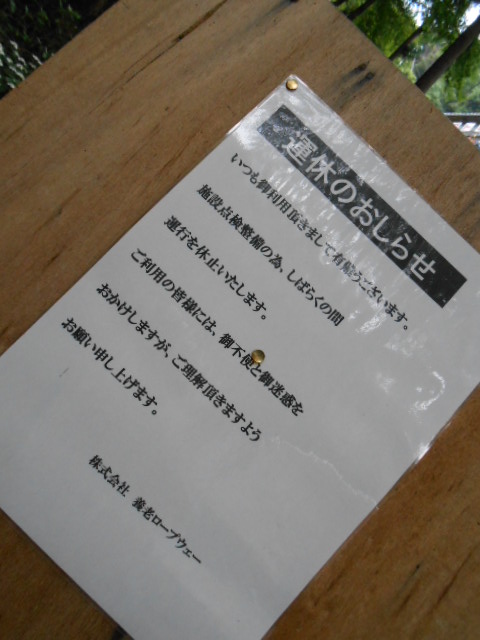 運休のおしらせ
いつも御利用頂きまして有難うございます。
施設点検整備の為、しばらくの間
運行を休止いたします。
ご利用の皆様には、御不便と御迷惑を
おかけしますが、ご理解頂きますよう
お願い申し上げます。
株式会社 養老ロープウェー